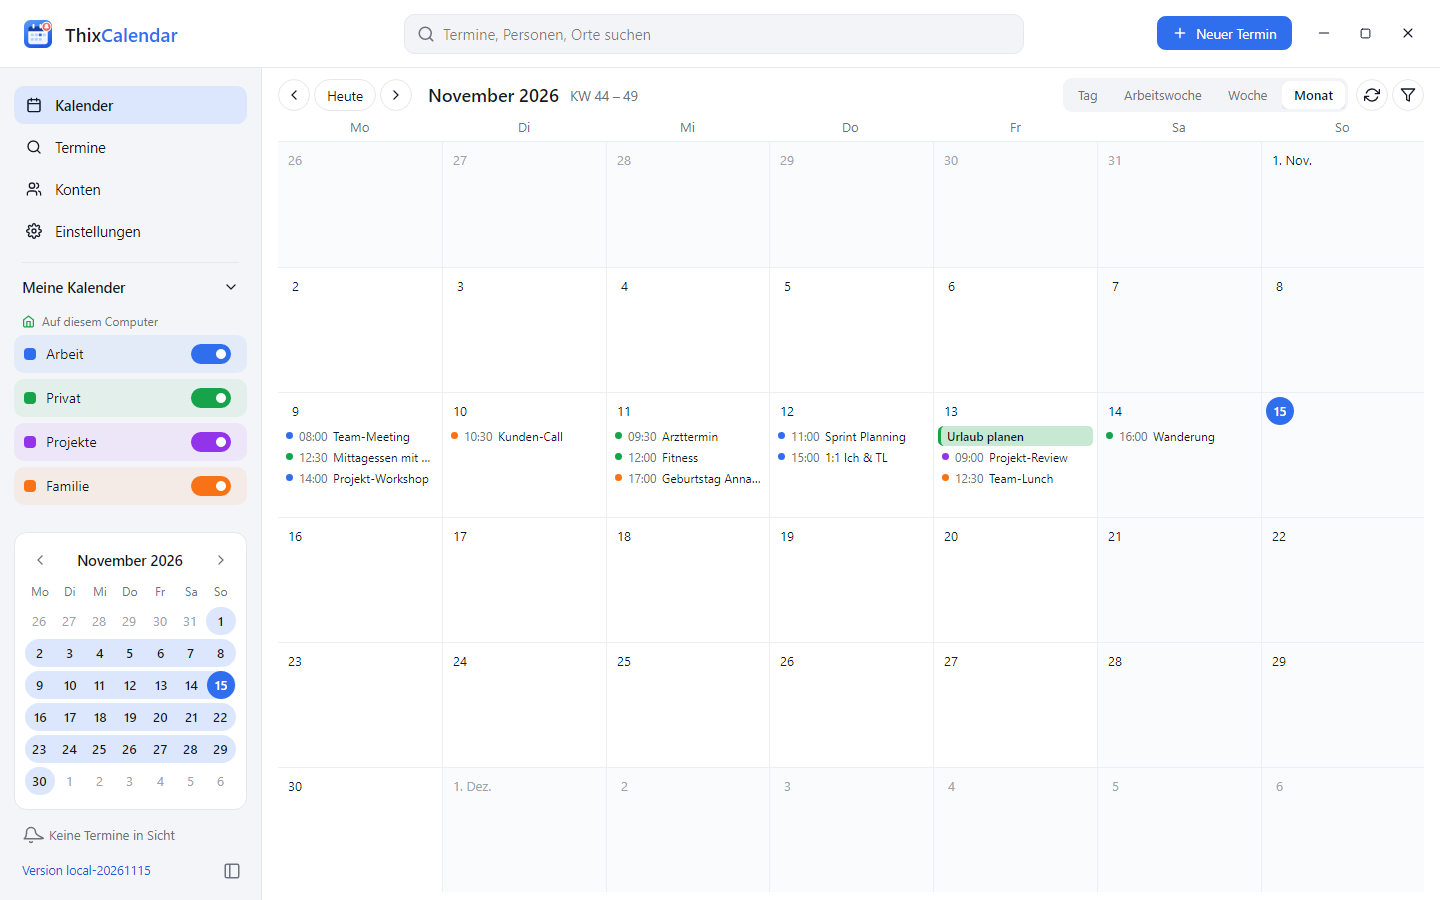 ThixCalendar
Termine, Personen, Orte suchen
Neuer Termin
Kalender
Termine
Konten
Einstellungen
Meine Kalender
Auf diesem Computer
Arbeit
Privat
Projekte
Familie
November 2026
Mo Di Mi Do Fr Sa So
26 27 28 29 30 31 1
2 3 4 5 6 7 8
9 10 11 12 13 14 15
16 17 18 19 20 21 22
23 24 25 26 27 28 29
30 1 2 3 4 5 6
Keine Termine in Sicht
Version local-20261115
Heute
November 2026 KW 44 – 49
Tag Arbeitswoche Woche Monat
Mo Di Mi Do Fr Sa So
26 27 28 29 30 31 1. Nov.
2 3 4 5 6 7 8
9 10 11 12 13 14 15
08:00 Team-Meeting 10:30 Kunden-Call 09:30 Arzttermin 11:00 Sprint Planning Urlaub planen 16:00 Wanderung
12:30 Mittagessen mit ... 12:00 Fitness 15:00 1:1 Ich & TL 09:00 Projekt-Review
14:00 Projekt-Workshop 17:00 Geburtstag Anna... 12:30 Team-Lunch
16 17 18 19 20 21 22
23 24 25 26 27 28 29
30 1. Dez. 2 3 4 5 6